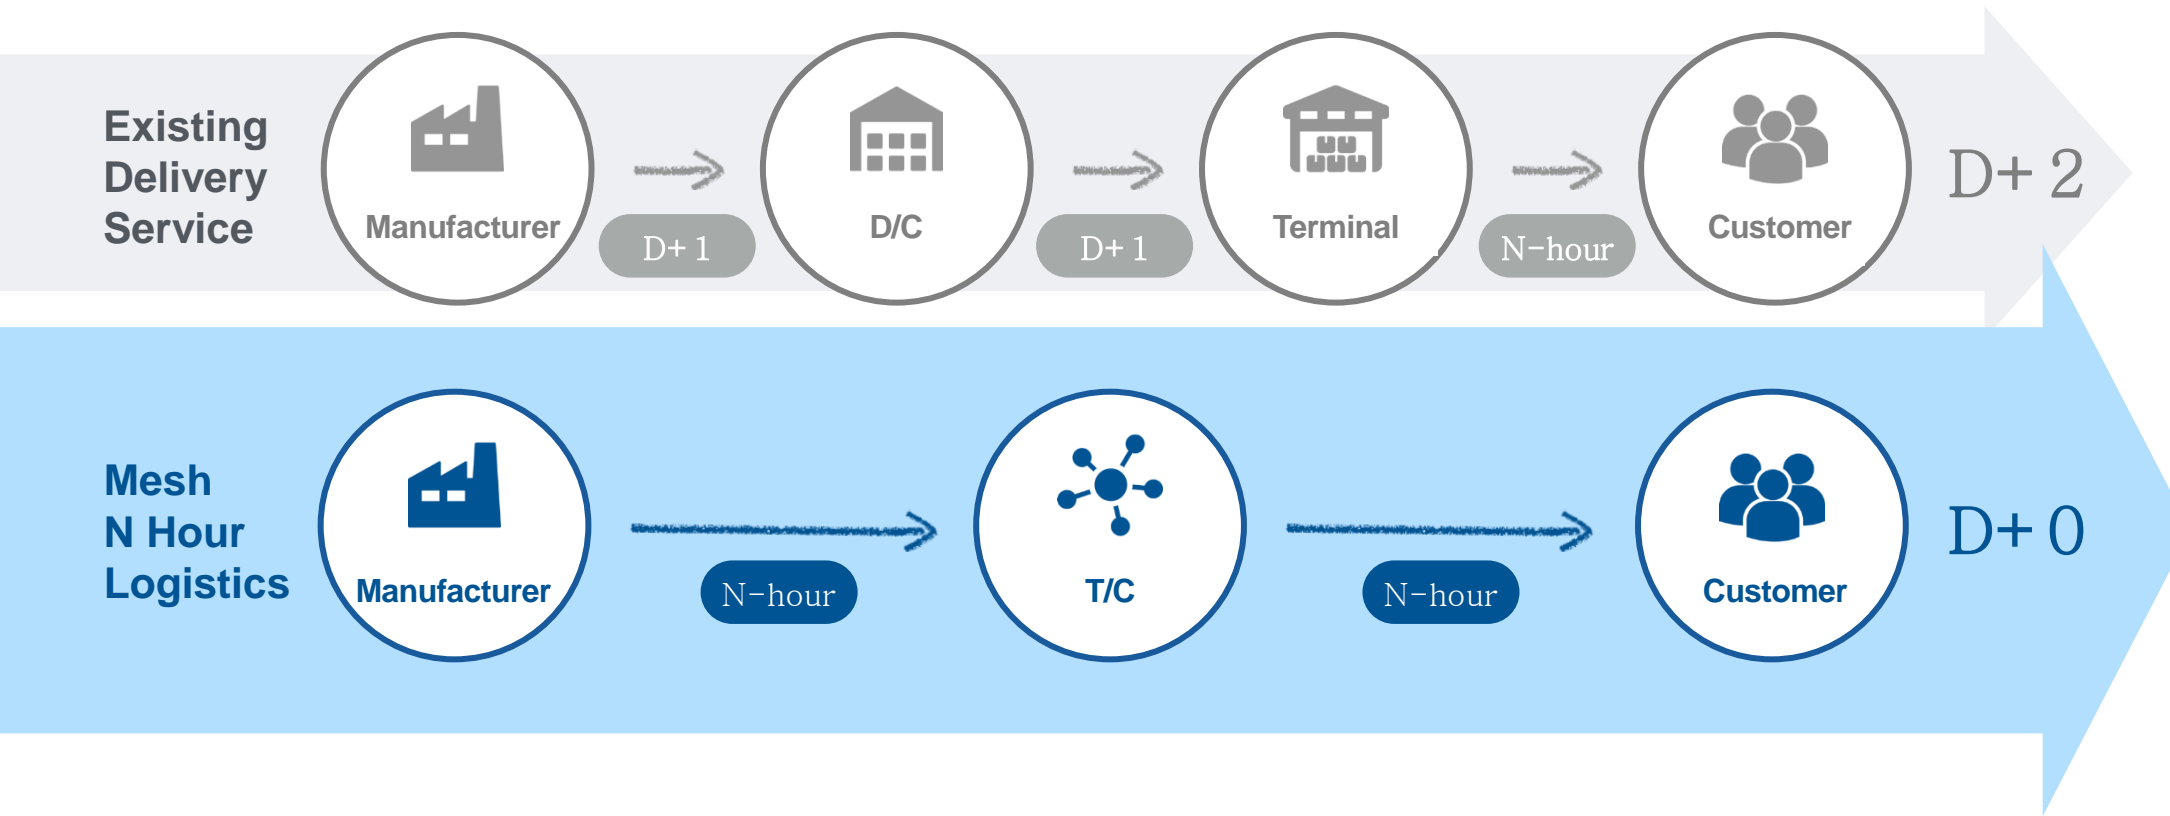 Existing
Delivery
Service
Manufacturer
D+ 1
D/C
D+ 1
Terminal
N-hour
Customer
D+ 2
Mesh
N Hour
Logistics
Manufacturer
N-hour
T/C
N-hour
Customer
D+ 0